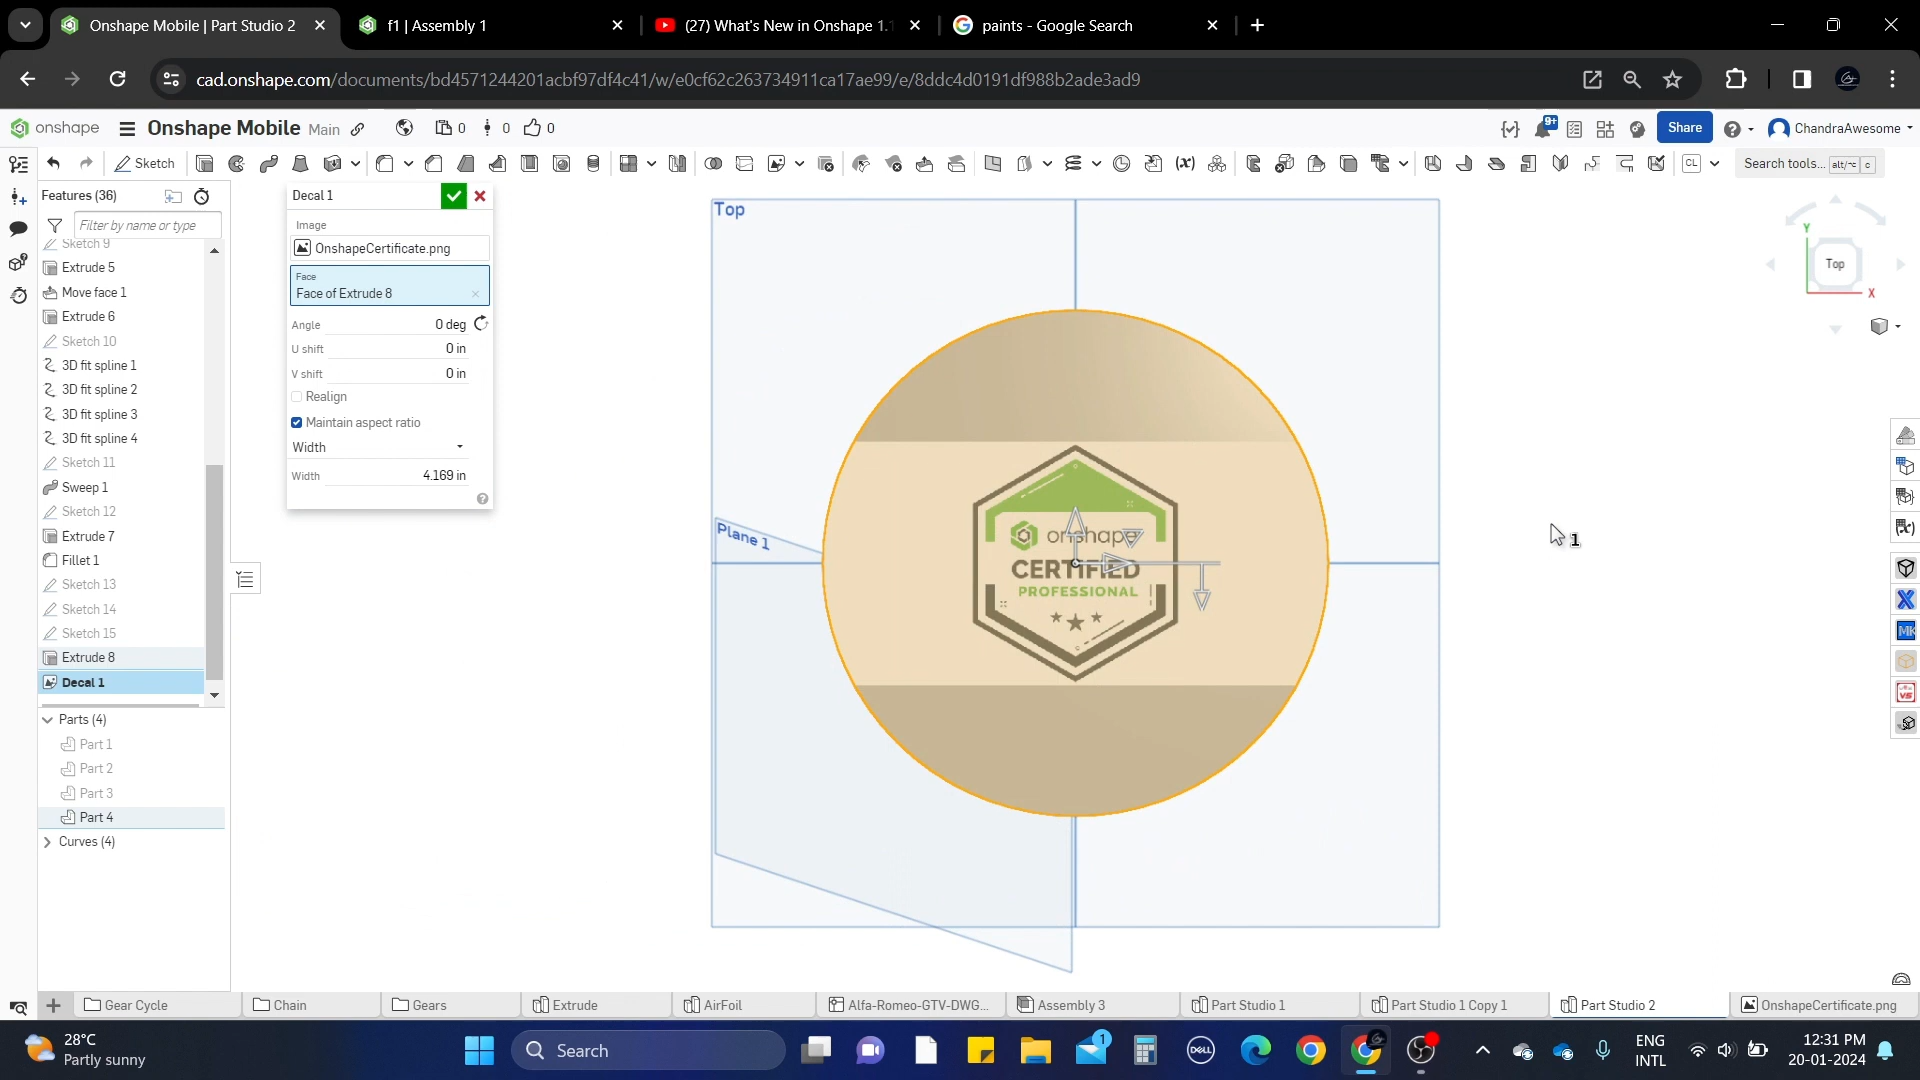 Onshape Mobile | Part Studio 2
f1 | Assembly 1
(27) What's New in Onshape 1.1
paints - Google Search
cad.onshape.com/documents/bd4571244201acbf97df4c41/w/e0cf62c263734911ca17ae99/e/8ddc4d0191df988b2ade3ad9
onshape
Onshape Mobile Main
0
0
0
9+
Share
ChandraAwesome
Sketch
CL
Search tools... alt/⌥ c
Features (36)
Filter by name or type
Sketch 9
Extrude 5
Move face 1
Extrude 6
Sketch 10
3D fit spline 1
3D fit spline 2
3D fit spline 3
3D fit spline 4
Sketch 11
Sweep 1
Sketch 12
Extrude 7
Fillet 1
Sketch 13
Sketch 14
Sketch 15
Extrude 8
Decal 1
Parts (4)
Part 1
Part 2
Part 3
Part 4
Curves (4)
Decal 1
Image
OnshapeCertificate.png
Face
Face of Extrude 8
Angle 0 deg
U shift 0 in
V shift 0 in
Realign
Maintain aspect ratio
Width
Width 4.169 in
Top
Plane 1
onshape
CERTIFIED
PROFESSIONAL
1
Y
Top
X
Gear Cycle
Chain
Gears
Extrude
AirFoil
Alfa-Romeo-GTV-DWG...
Assembly 3
Part Studio 1
Part Studio 1 Copy 1
Part Studio 2
OnshapeCertificate.png
28°C
Partly sunny
Search
1
DELL
ENG
INTL
12:31 PM
20-01-2024